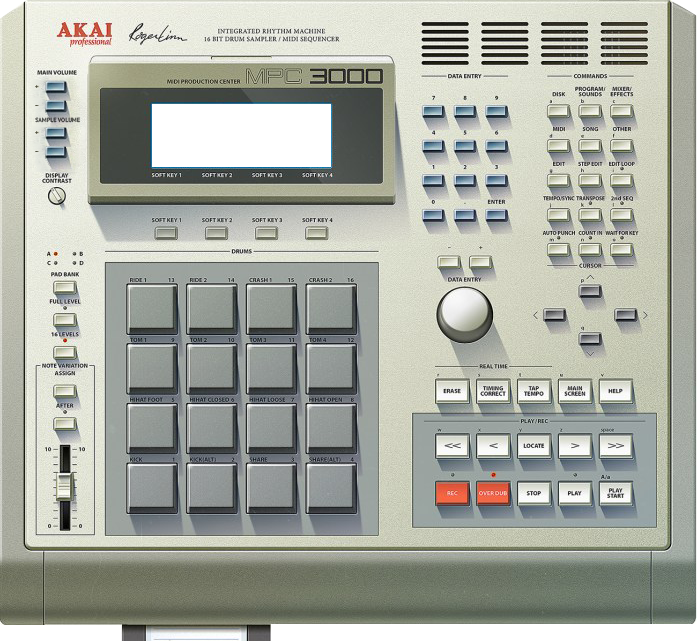 AKAI
professional
Roger Linn
INTEGRATED RHYTHM MACHINE
16 BIT DRUM SAMPLER / MIDI SEQUENCER
MIDI PRODUCTION CENTER MPC 3000
SOFT KEY 1 SOFT KEY 2 SOFT KEY 3 SOFT KEY 4
SOFT KEY 1 SOFT KEY 2 SOFT KEY 3 SOFT KEY 4
MAIN VOLUME
+
-
SAMPLE VOLUME
+
-
DISPLAY
CONTRAST
A B
C D
PAD BANK
FULL LEVEL
16 LEVELS
NOTE VARIATION
ASSIGN
AFTER
10 10
0 0
DRUMS
RIDE 1 13 RIDE 2 14 CRASH 1 15 CRASH 2 16
TOM 1 9 TOM 2 10 TOM 3 11 TOM 4 12
HIHAT FOOT 5 HIHAT CLOSED 6 HIHAT LOOSE 7 HIHAT OPEN 8
KICK 1 KICK (ALT) 2 SHARE 3 SHARE (ALT) 4
DATA ENTRY
7 8 9
4 5 6
1 2 3
0 . ENTER
- +
DATA ENTRY
COMMANDS
DISK PROGRAM/ SOUNDS MIXER/ EFFECTS
a b c
MIDI SONG OTHER
d e f
EDIT STEP EDIT EDIT LOOP
g h i
TEMPO/SYNC TRANSPOSE 2nd SEQ
j k l
AUTO PUNCH COUNT IN WAIT FOR KEY
m n o
CURSOR
p
q
REAL TIME
r s t u v
ERASE TIMING CORRECT TAP TEMPO MAIN SCREEN HELP
PLAY/REC
w x y z space
<< < LOCATE > >>
A/a
REC OVER DUB STOP PLAY PLAY START